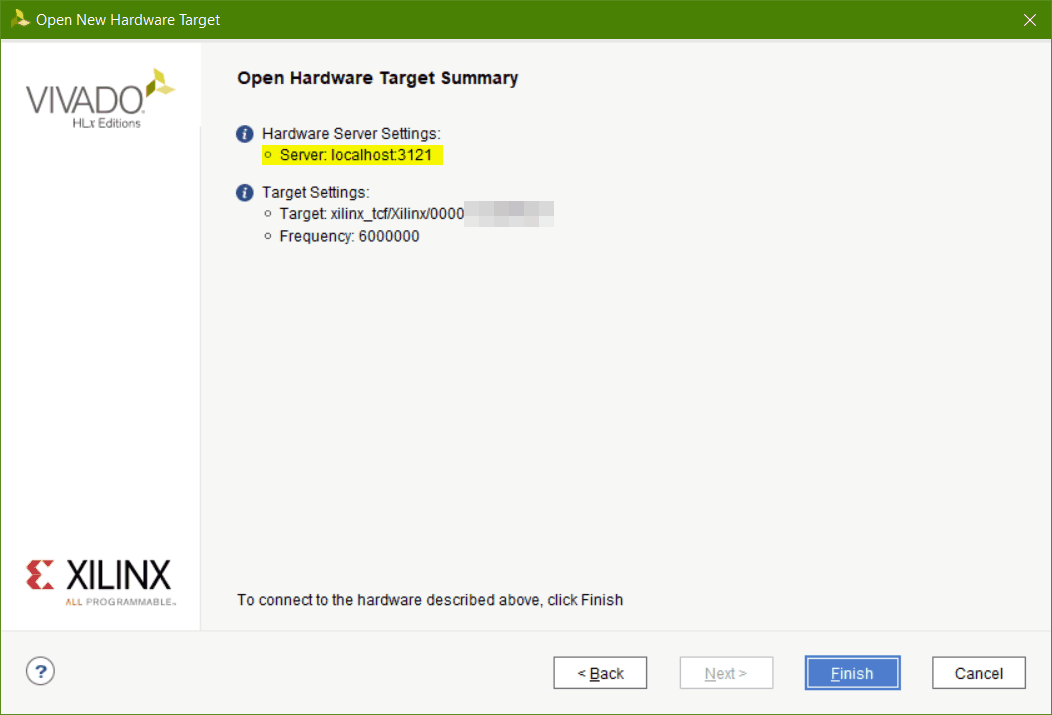 Open New Hardware Target
VIVADO.
HLx Editions
Open Hardware Target Summary
Hardware Server Settings:
Server: localhost:3121
Target Settings:
Target: xilinx_tcf/Xilinx/0000
Frequency: 6000000
XILINX
ALL PROGRAMMABLE™
To connect to the hardware described above, click Finish
?
< Back
Next >
Finish
Cancel